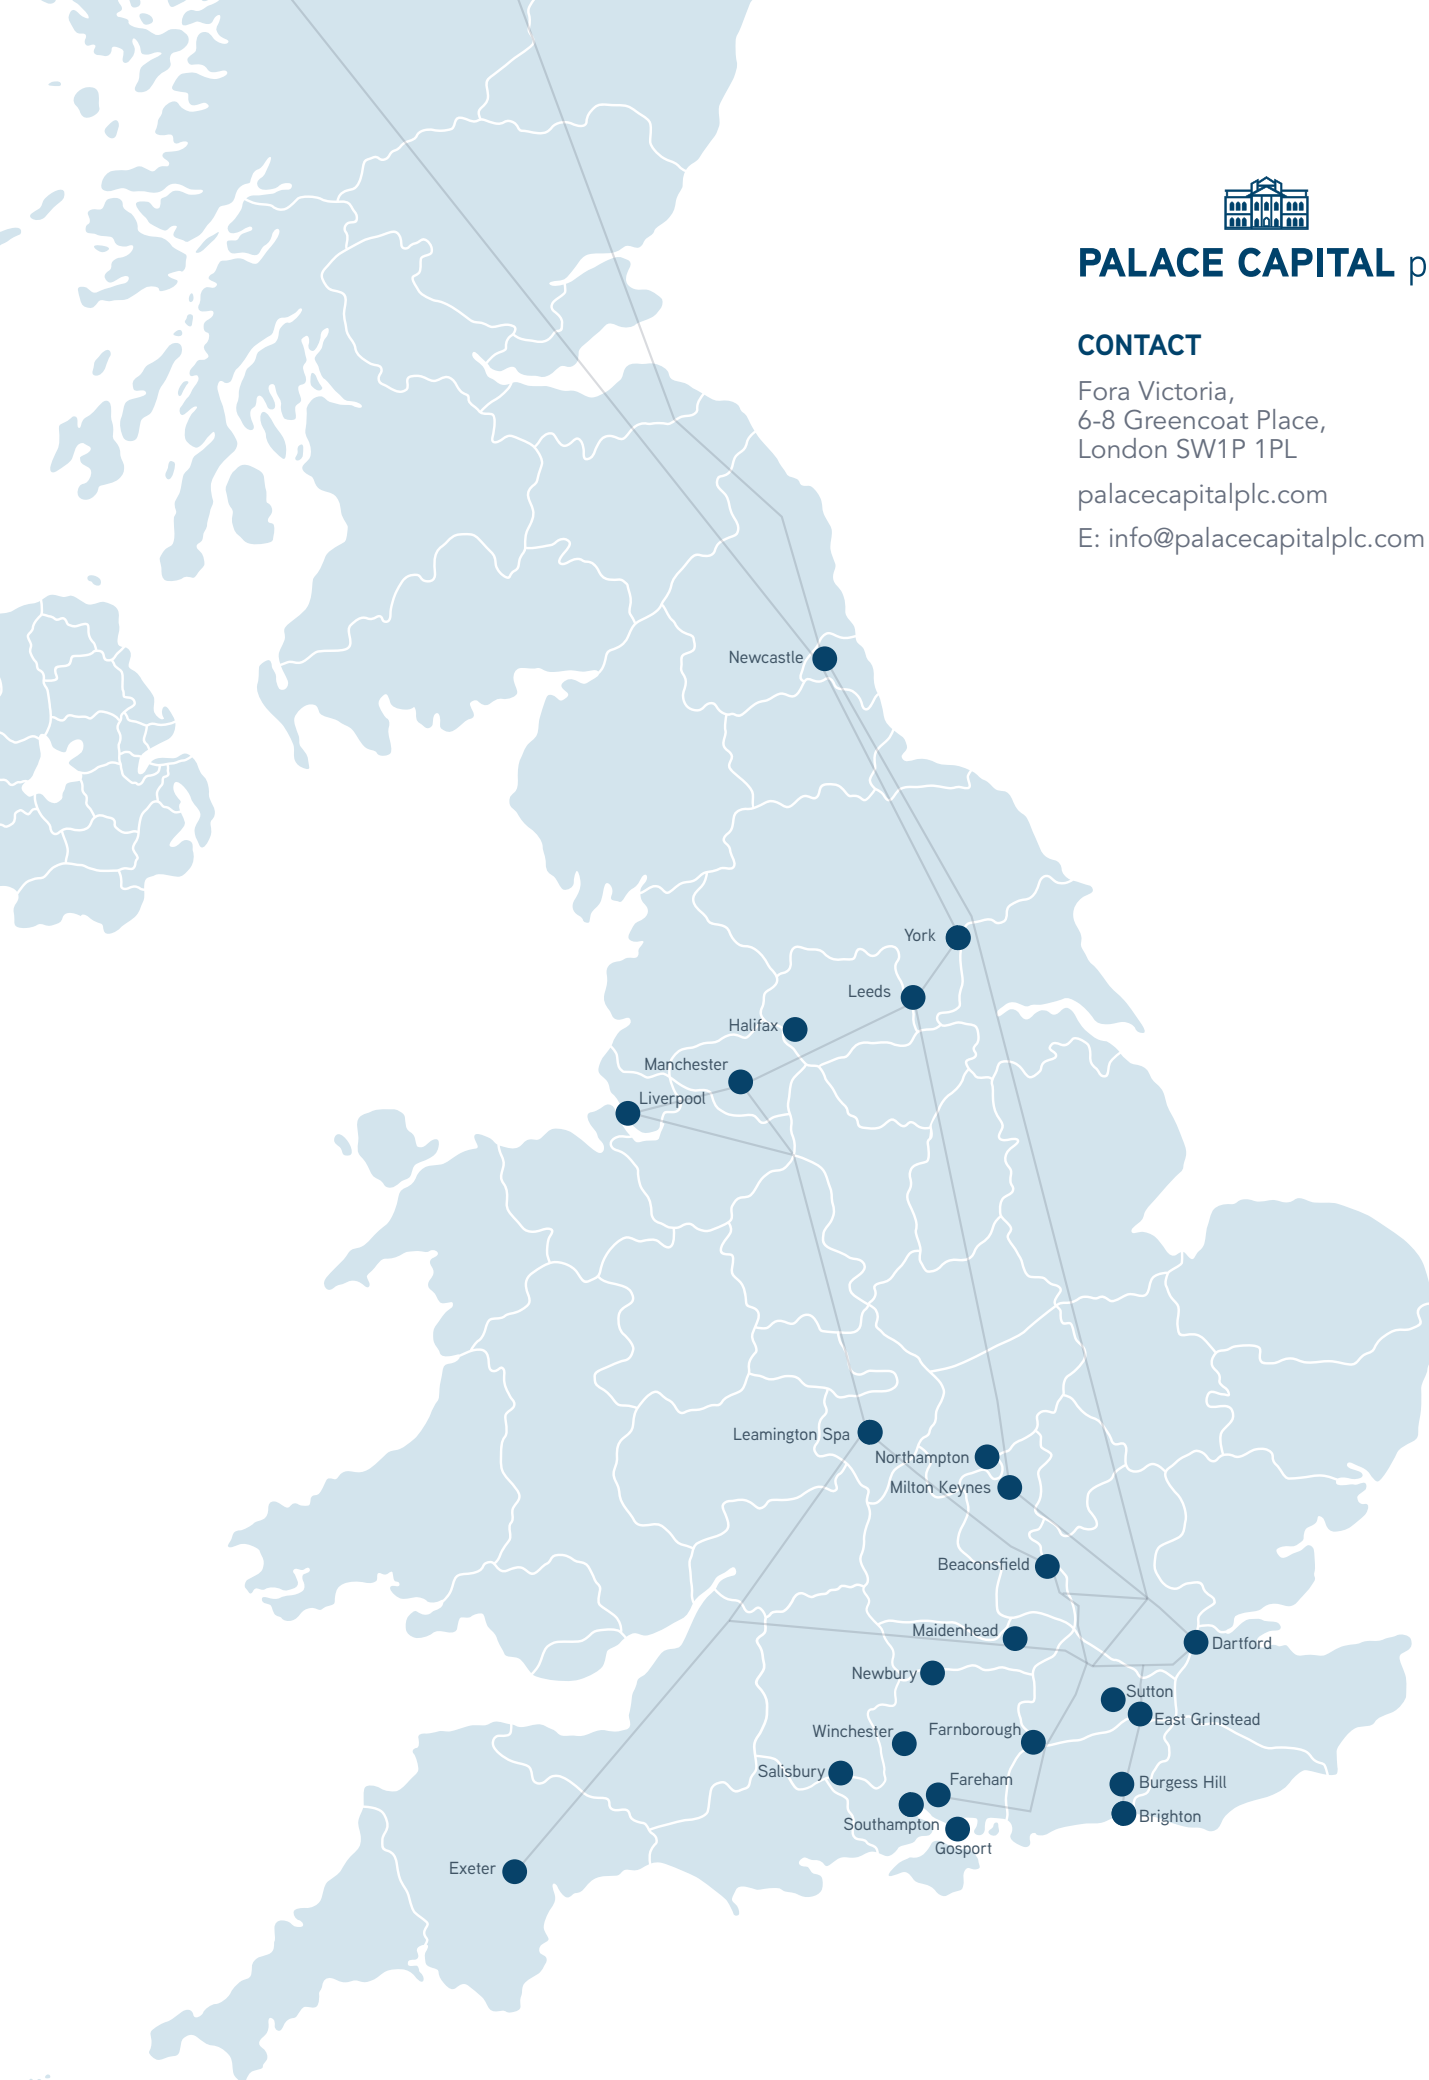 PALACE CAPITAL p
CONTACT
Fora Victoria,
6-8 Greencoat Place,
London SW1P 1PL
palacecapitalplc.com
E: info@palacecapitalplc.com
Newcastle
York
Leeds
Halifax
Manchester
Liverpool
Leamington Spa
Northampton
Milton Keynes
Beaconsfield
Maidenhead
Dartford
Newbury
Sutton
East Grinstead
Winchester
Farnborough
Salisbury
Fareham
Burgess Hill
Southampton
Brighton
Gosport
Exeter